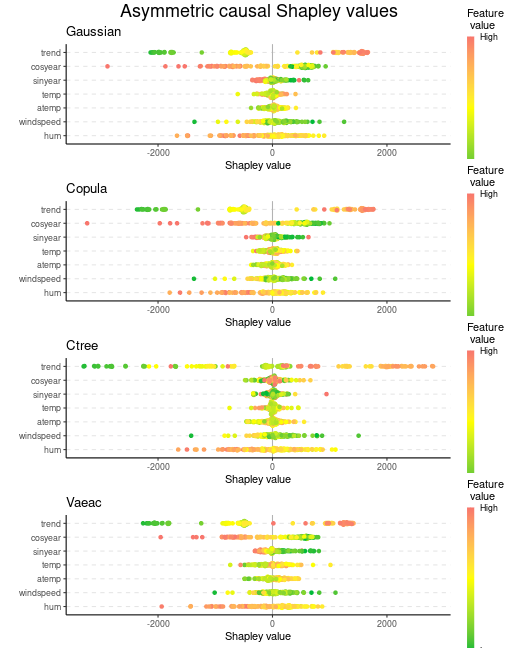 Asymmetric causal Shapley values
Gaussian
Feature
value
High
trend
cosyear
sinyear
temp
atemp
windspeed
hum
-2000 0 2000
Shapley value
Copula
Feature
value
High
trend
cosyear
sinyear
temp
atemp
windspeed
hum
-2000 0 2000
Shapley value
Ctree
Feature
value
High
trend
cosyear
sinyear
temp
atemp
windspeed
hum
-2000 0 2000
Shapley value
Vaeac
Feature
value
High
trend
cosyear
sinyear
temp
atemp
windspeed
hum
-2000 0 2000
Shapley value